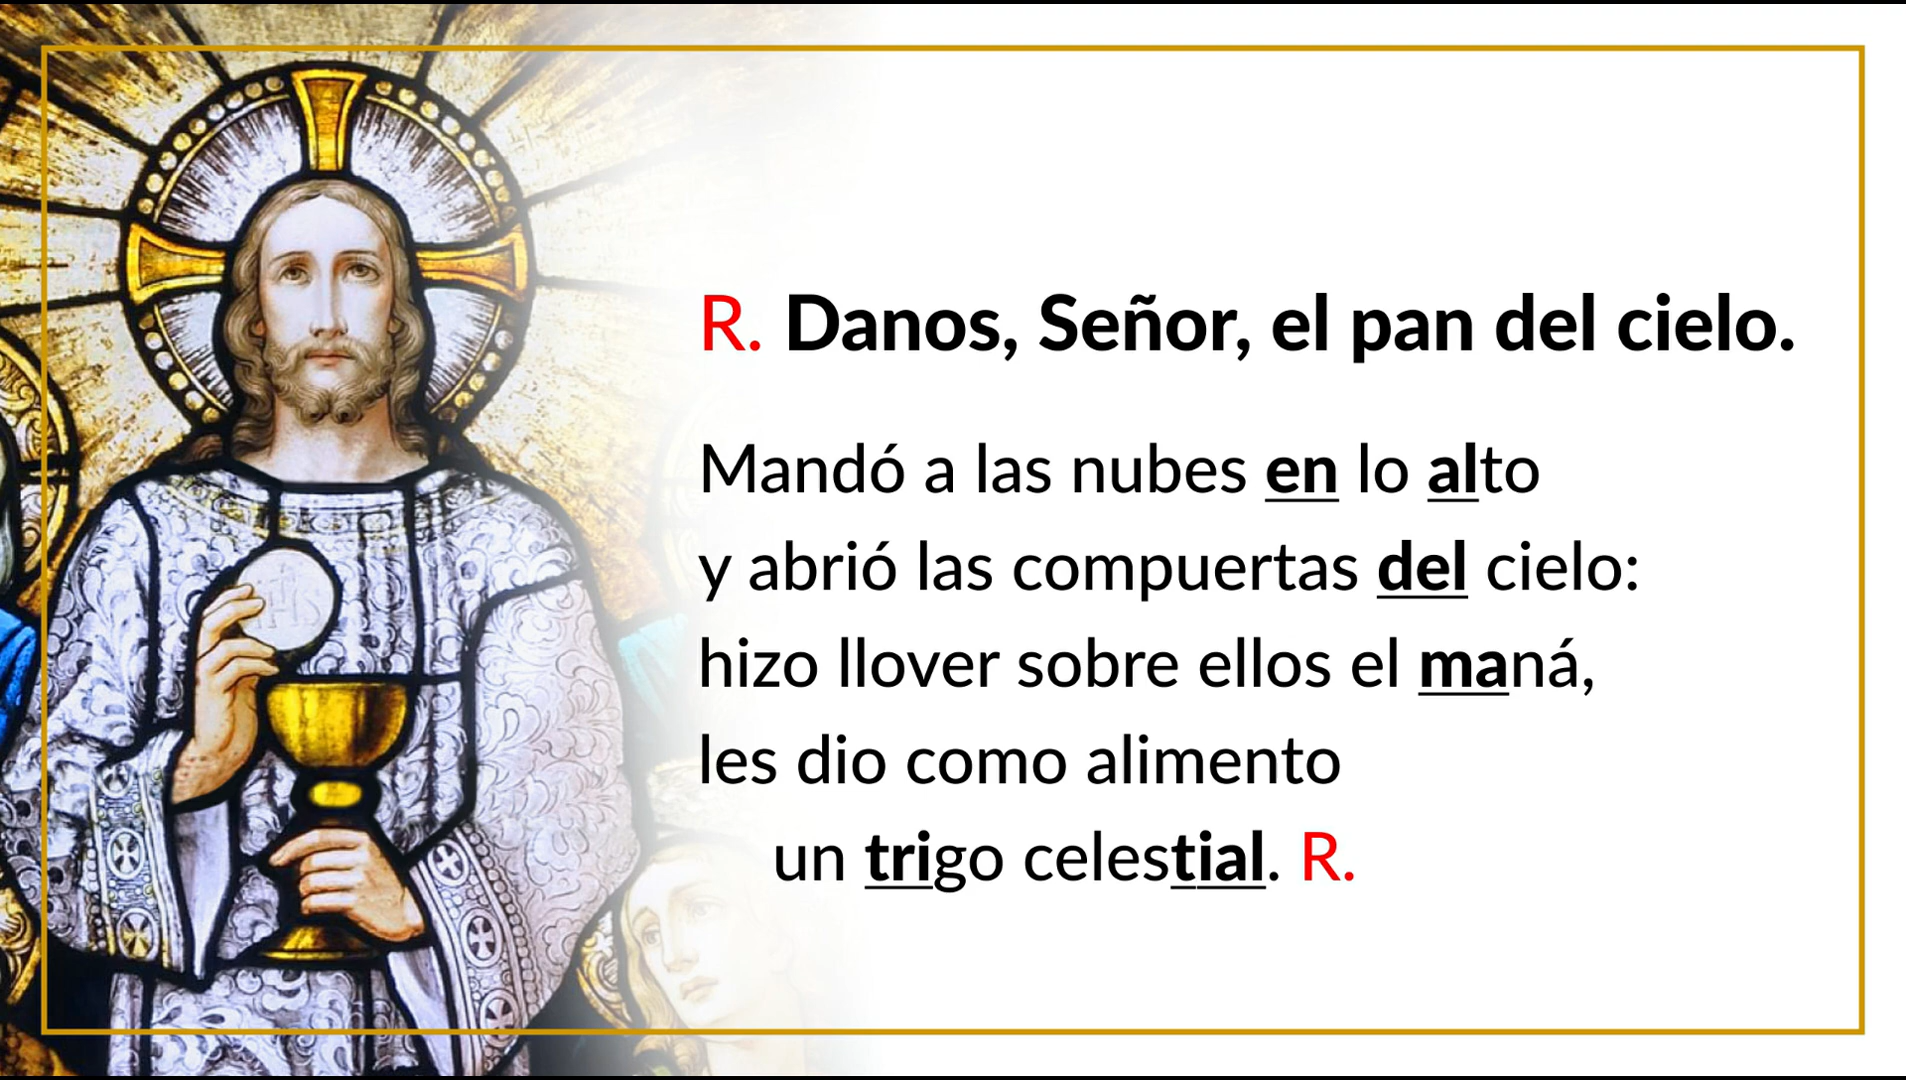 R. Danos, Señor, el pan del cielo.
Mandó a las nubes en lo alto
y abrió las compuertas del cielo:
hizo llover sobre ellos el maná,
les dio como alimento
un trigo celestial. R.
IHS